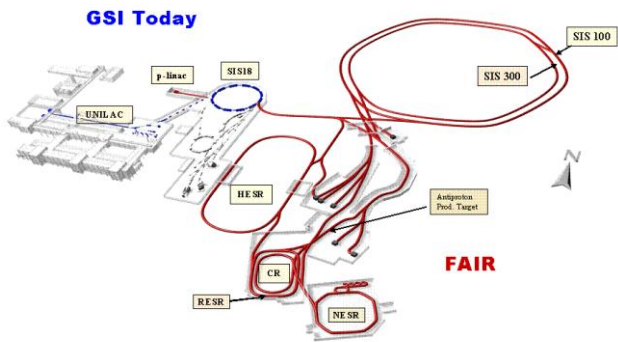 GSI Today
SIS 100
p-linac
SIS18
SIS 300
UNILAC
N
HESR
Antiproton
Prod. Target
FAIR
CR
RESR
NESR